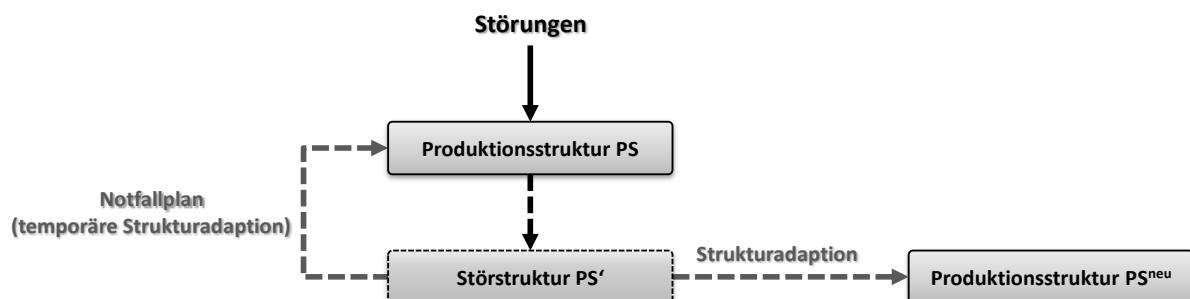 Störungen
Produktionsstruktur PS
Notfallplan
(temporäre Strukturadaption)
Störstruktur PS‘
Strukturadaption
Produktionsstruktur PSⁿᵉᵘ